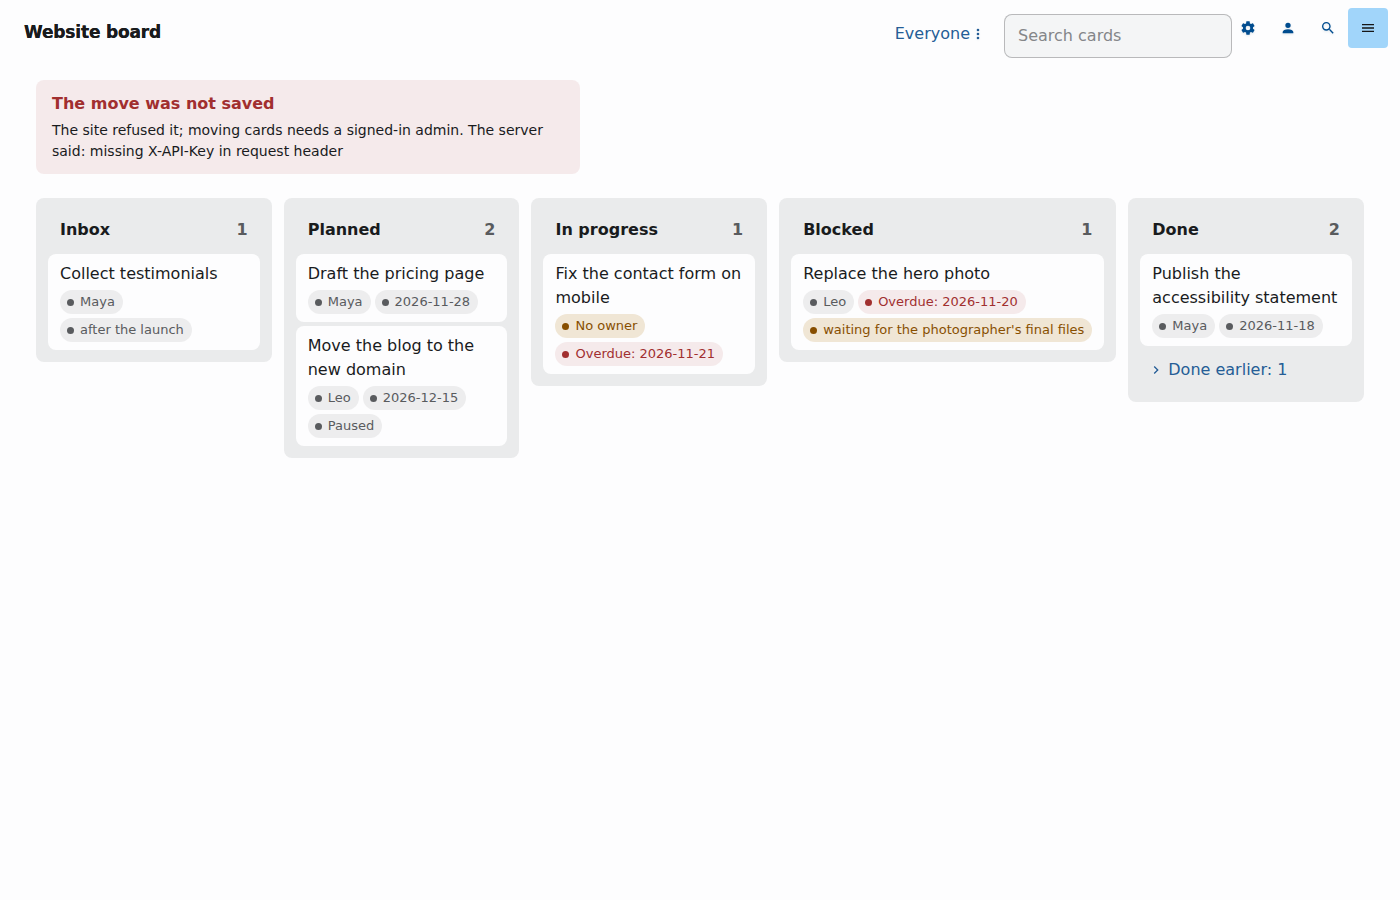 Website board
Everyone
Search cards
The move was not saved
The site refused it; moving cards needs a signed-in admin. The server
said: missing X-API-Key in request header
Inbox 1
Collect testimonials
Maya
after the launch
Planned 2
Draft the pricing page
Maya 2026-11-28
Move the blog to the
new domain
Leo 2026-12-15
Paused
In progress 1
Fix the contact form on
mobile
No owner
Overdue: 2026-11-21
Blocked 1
Replace the hero photo
Leo Overdue: 2026-11-20
waiting for the photographer's final files
Done 2
Publish the
accessibility statement
Maya 2026-11-18
Done earlier: 1